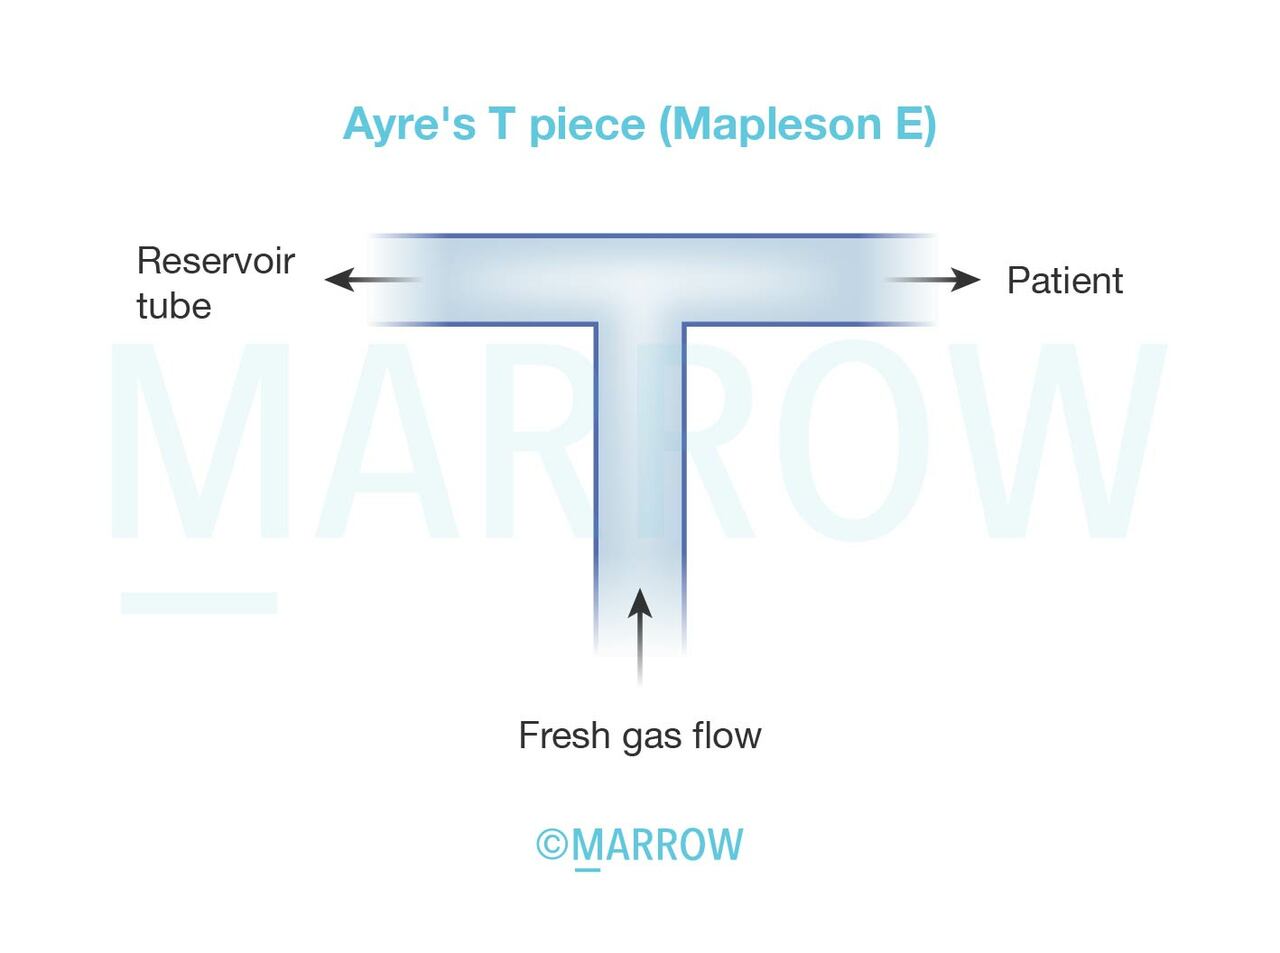 Ayre's T piece (Mapleson E)
Reservoir
tube
Patient
MARROW
Fresh gas flow
©MARROW